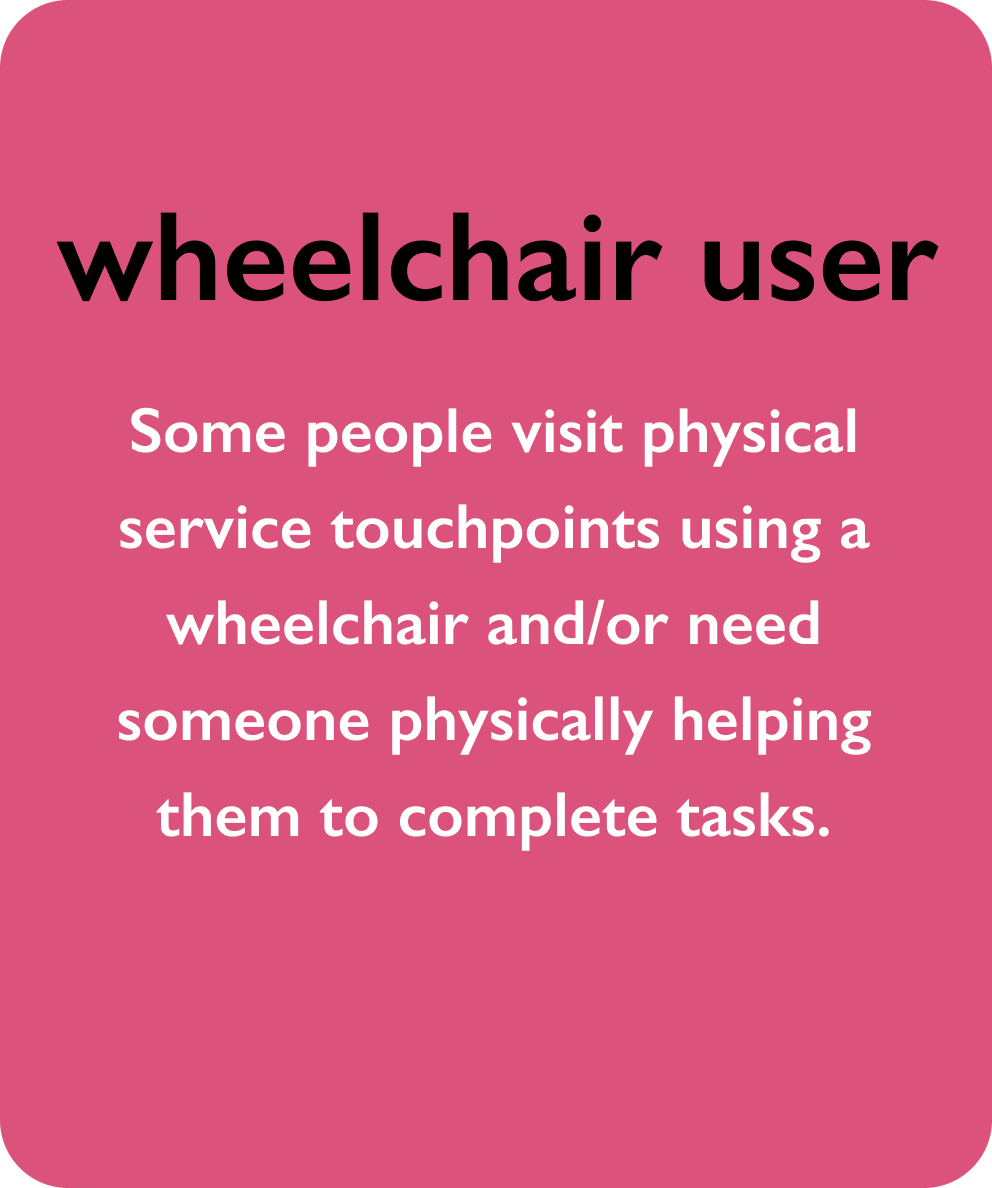 wheelchair user
Some people visit physical
service touchpoints using a
wheelchair and/or need
someone physically helping
them to complete tasks.